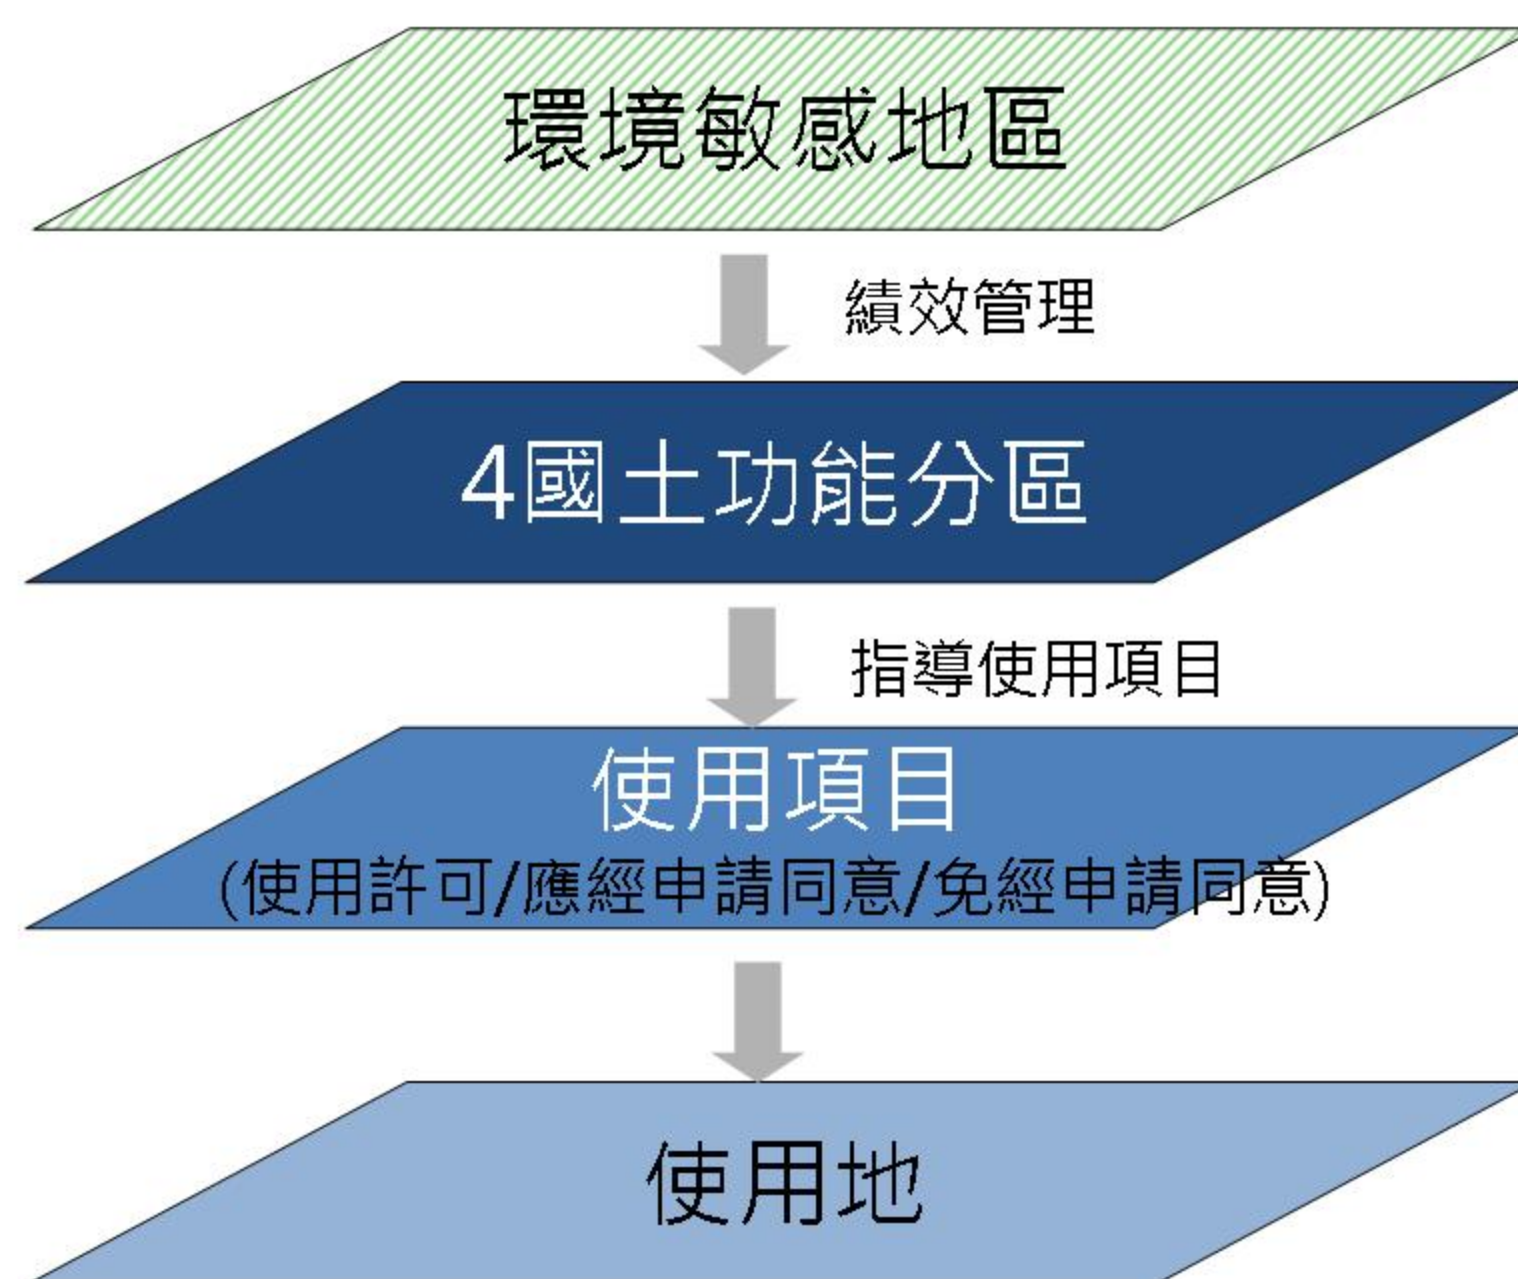 環境敏感地區
績效管理
4國土功能分區
指導使用項目
使用項目
(使用許可/應經申請同意/免經申請同意)
使用地